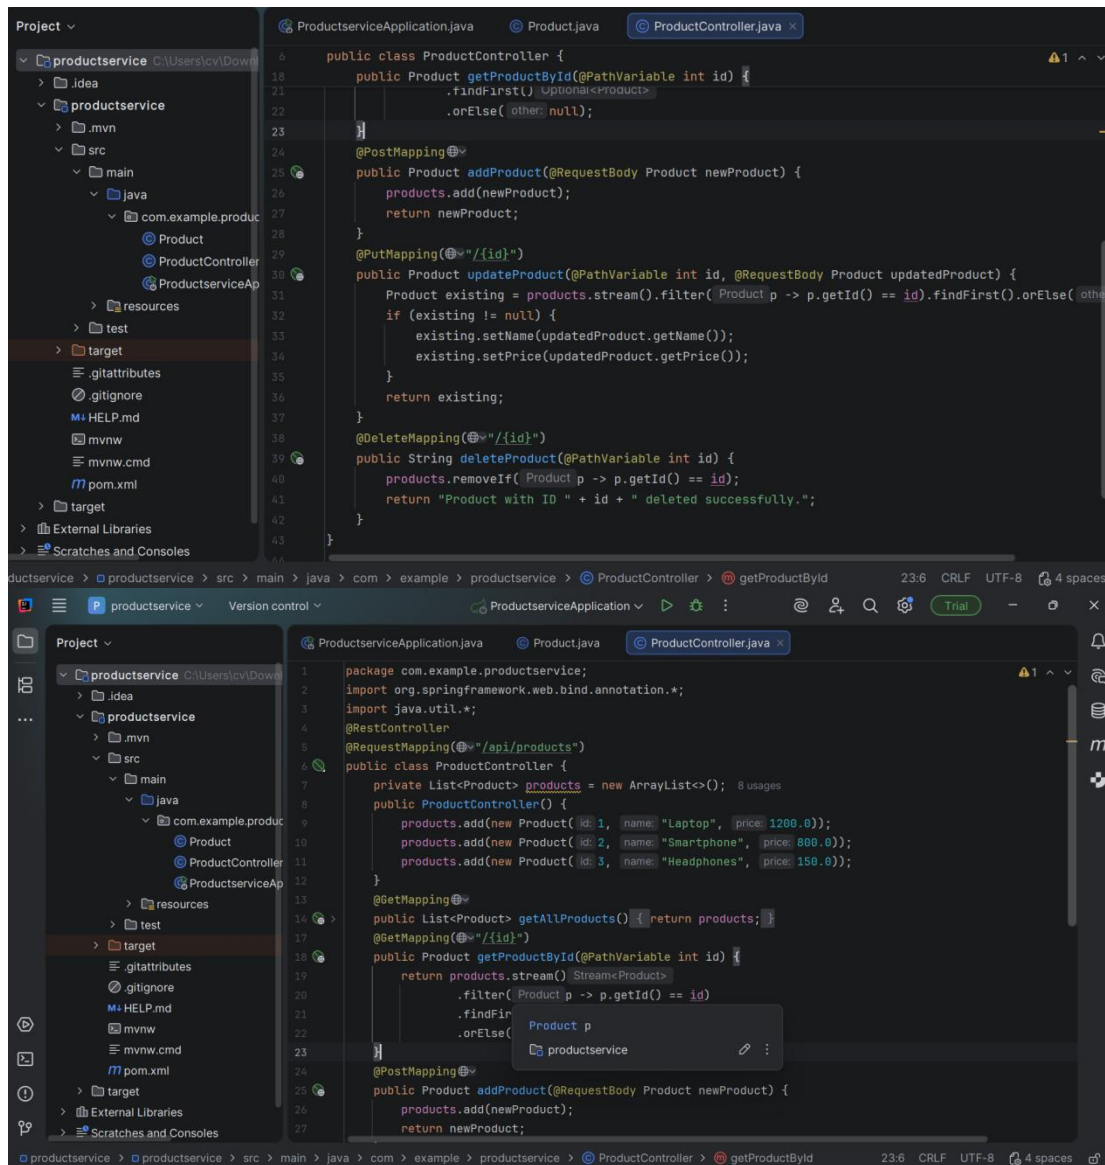 Project
ProductserviceApplication.java
Product.java
ProductController.java
productservice C:\Users\cv\Down
.idea
productservice
.mvn
src
main
java
com.example.produc
Product
ProductController
ProductserviceAp
resources
test
target
.gitattributes
.gitignore
M↓ HELP.md
mvnw
mvnw.cmd
m pom.xml
target
External Libraries
Scratches and Consoles
1
6 public class ProductController {
18 public Product getProductById(@PathVariable int id) {
21 .findFirst() Optional<Product>
22 .orElse( other: null);
23 }
24 @PostMapping
25 public Product addProduct(@RequestBody Product newProduct) {
26 products.add(newProduct);
27 return newProduct;
28 }
29 @PutMapping("/{id}")
30 public Product updateProduct(@PathVariable int id, @RequestBody Product updatedProduct) {
31 Product existing = products.stream().filter( Product p -> p.getId() == id).findFirst().orElse( othe
32 if (existing != null) {
33 existing.setName(updatedProduct.getName());
34 existing.setPrice(updatedProduct.getPrice());
35 }
36 return existing;
37 }
38 @DeleteMapping("/{id}")
39 public String deleteProduct(@PathVariable int id) {
40 products.removeIf( Product p -> p.getId() == id);
41 return "Product with ID " + id + " deleted successfully.";
42 }
43 }
ductservice > productservice > src > main > java > com > example > productservice > ProductController > getProductById 23:6 CRLF UTF-8 4 spaces
P productservice Version control ProductserviceApplication Trial
Project
ProductserviceApplication.java
Product.java
ProductController.java
productservice C:\Users\cv\Down
.idea
productservice
.mvn
src
main
java
com.example.produc
Product
ProductController
ProductserviceAp
resources
test
target
.gitattributes
.gitignore
M↓ HELP.md
mvnw
mvnw.cmd
m pom.xml
target
External Libraries
Scratches and Consoles
1
1 package com.example.productservice;
2 import org.springframework.web.bind.annotation.*;
3 import java.util.*;
4 @RestController
5 @RequestMapping("/api/products")
6 public class ProductController {
7 private List<Product> products = new ArrayList<>(); 8 usages
8 public ProductController() {
9 products.add(new Product( id: 1, name: "Laptop", price: 1200.0));
10 products.add(new Product( id: 2, name: "Smartphone", price: 800.0));
11 products.add(new Product( id: 3, name: "Headphones", price: 150.0));
12 }
13 @GetMapping
14 public List<Product> getAllProducts() { return products; }
17 @GetMapping("/{id}")
18 public Product getProductById(@PathVariable int id) {
19 return products.stream() Stream<Product>
20 .filter( Product p -> p.getId() == id)
21 .findFir
22 .orElse(
Product p
productservice
23 }
24 @PostMapping
25 public Product addProduct(@RequestBody Product newProduct) {
26 products.add(newProduct);
27 return newProduct;
productservice > productservice > src > main > java > com > example > productservice > ProductController > getProductById 23:6 CRLF UTF-8 4 spaces